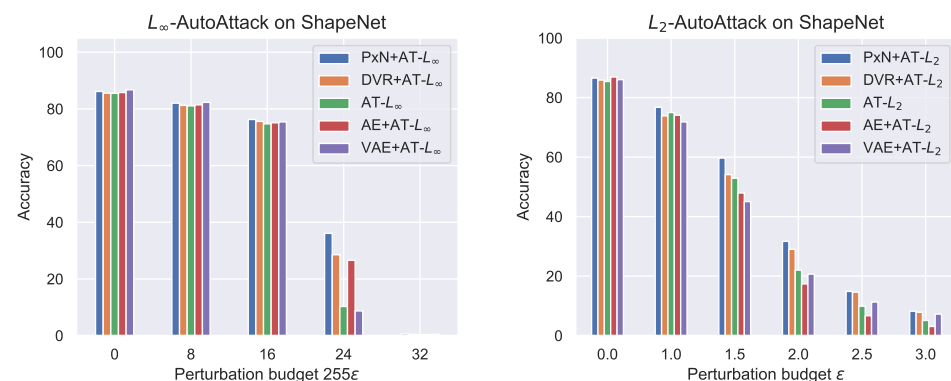 L∞-AutoAttack on ShapeNet
100
80
60
40
20
0
Accuracy
PxN+AT-L∞
DVR+AT-L∞
AT-L∞
AE+AT-L∞
VAE+AT-L∞
0 8 16 24 32
Perturbation budget 255ε
L₂-AutoAttack on ShapeNet
100
80
60
40
20
0
Accuracy
PxN+AT-L₂
DVR+AT-L₂
AT-L₂
AE+AT-L₂
VAE+AT-L₂
0.0 1.0 1.5 2.0 2.5 3.0
Perturbation budget ε